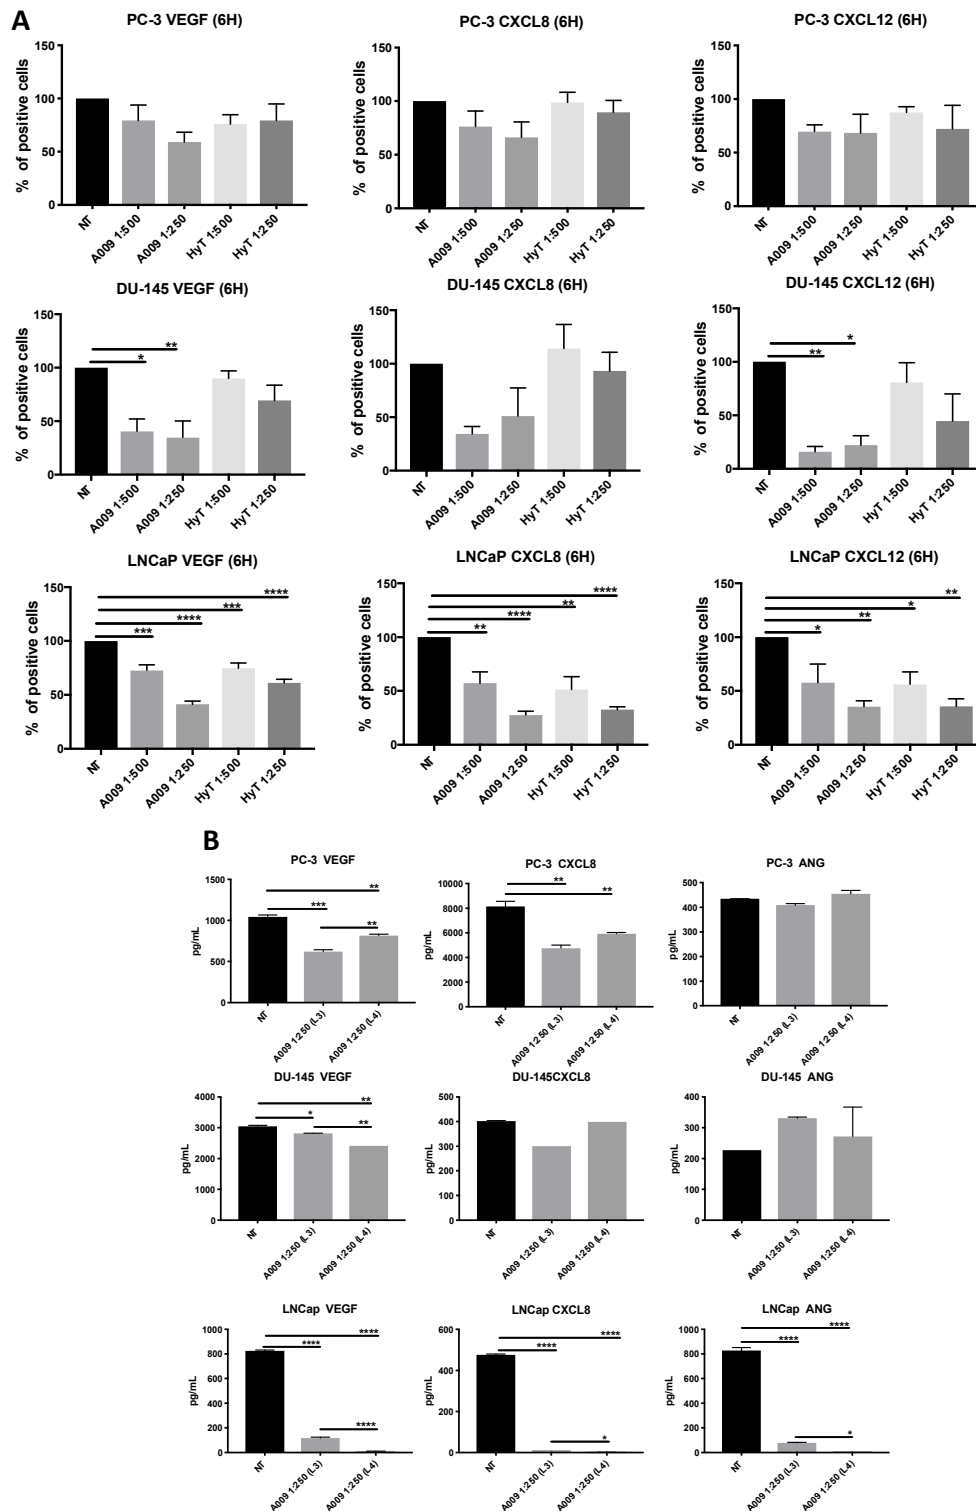 A
PC-3 VEGF (6H)
% of positive cells
150
100
50
0
NT
A009 1:500
A009 1:250
HyT 1:500
HyT 1:250
PC-3 CXCL8 (6H)
% of positive cells
150
100
50
0
NT
A009 1:500
A009 1:250
HyT 1:500
HyT 1:250
PC-3 CXCL12 (6H)
% of positive cells
150
100
50
0
NT
A009 1:500
A009 1:250
HyT 1:500
HyT 1:250
DU-145 VEGF (6H)
% of positive cells
150
100
50
0
**
*
NT
A009 1:500
A009 1:250
HyT 1:500
HyT 1:250
DU-145 CXCL8 (6H)
% of positive cells
150
100
50
0
NT
A009 1:500
A009 1:250
HyT 1:500
HyT 1:250
DU-145 CXCL12 (6H)
% of positive cells
150
100
50
0
*
**
NT
A009 1:500
A009 1:250
HyT 1:500
HyT 1:250
LNCaP VEGF (6H)
% of positive cells
150
100
50
0
****
***
****
***
NT
A009 1:500
A009 1:250
HyT 1:500
HyT 1:250
LNCaP CXCL8 (6H)
% of positive cells
150
100
50
0
****
**
****
**
NT
A009 1:500
A009 1:250
HyT 1:500
HyT 1:250
LNCaP CXCL12 (6H)
% of positive cells
150
100
50
0
**
*
**
*
NT
A009 1:500
A009 1:250
HyT 1:500
HyT 1:250
B
PC-3 VEGF
pg/mL
1500
1000
500
0
**
***
**
NT
A009 1:250 (L3)
A009 1:250 (L4)
PC-3 CXCL8
pg/mL
10000
8000
6000
4000
2000
0
**
**
NT
A009 1:250 (L3)
A009 1:250 (L4)
PC-3 ANG
pg/mL
500
400
300
200
100
0
NT
A009 1:250 (L3)
A009 1:250 (L4)
DU-145 VEGF
pg/mL
4000
3000
2000
1000
0
**
*
**
NT
A009 1:250 (L3)
A009 1:250 (L4)
DU-145CXCL8
pg/mL
500
400
300
200
100
0
NT
A009 1:250 (L3)
A009 1:250 (L4)
DU-145 ANG
pg/mL
400
300
200
100
0
NT
A009 1:250 (L3)
A009 1:250 (L4)
LNCap VEGF
pg/mL
1000
800
600
400
200
0
****
****
****
NT
A009 1:250 (L3)
A009 1:250 (L4)
LNCap CXCL8
pg/mL
600
400
200
0
****
****
*
NT
A009 1:250 (L3)
A009 1:250 (L4)
LNCap ANG
pg/mL
1000
800
600
400
200
0
****
****
*
NT
A009 1:250 (L3)
A009 1:250 (L4)